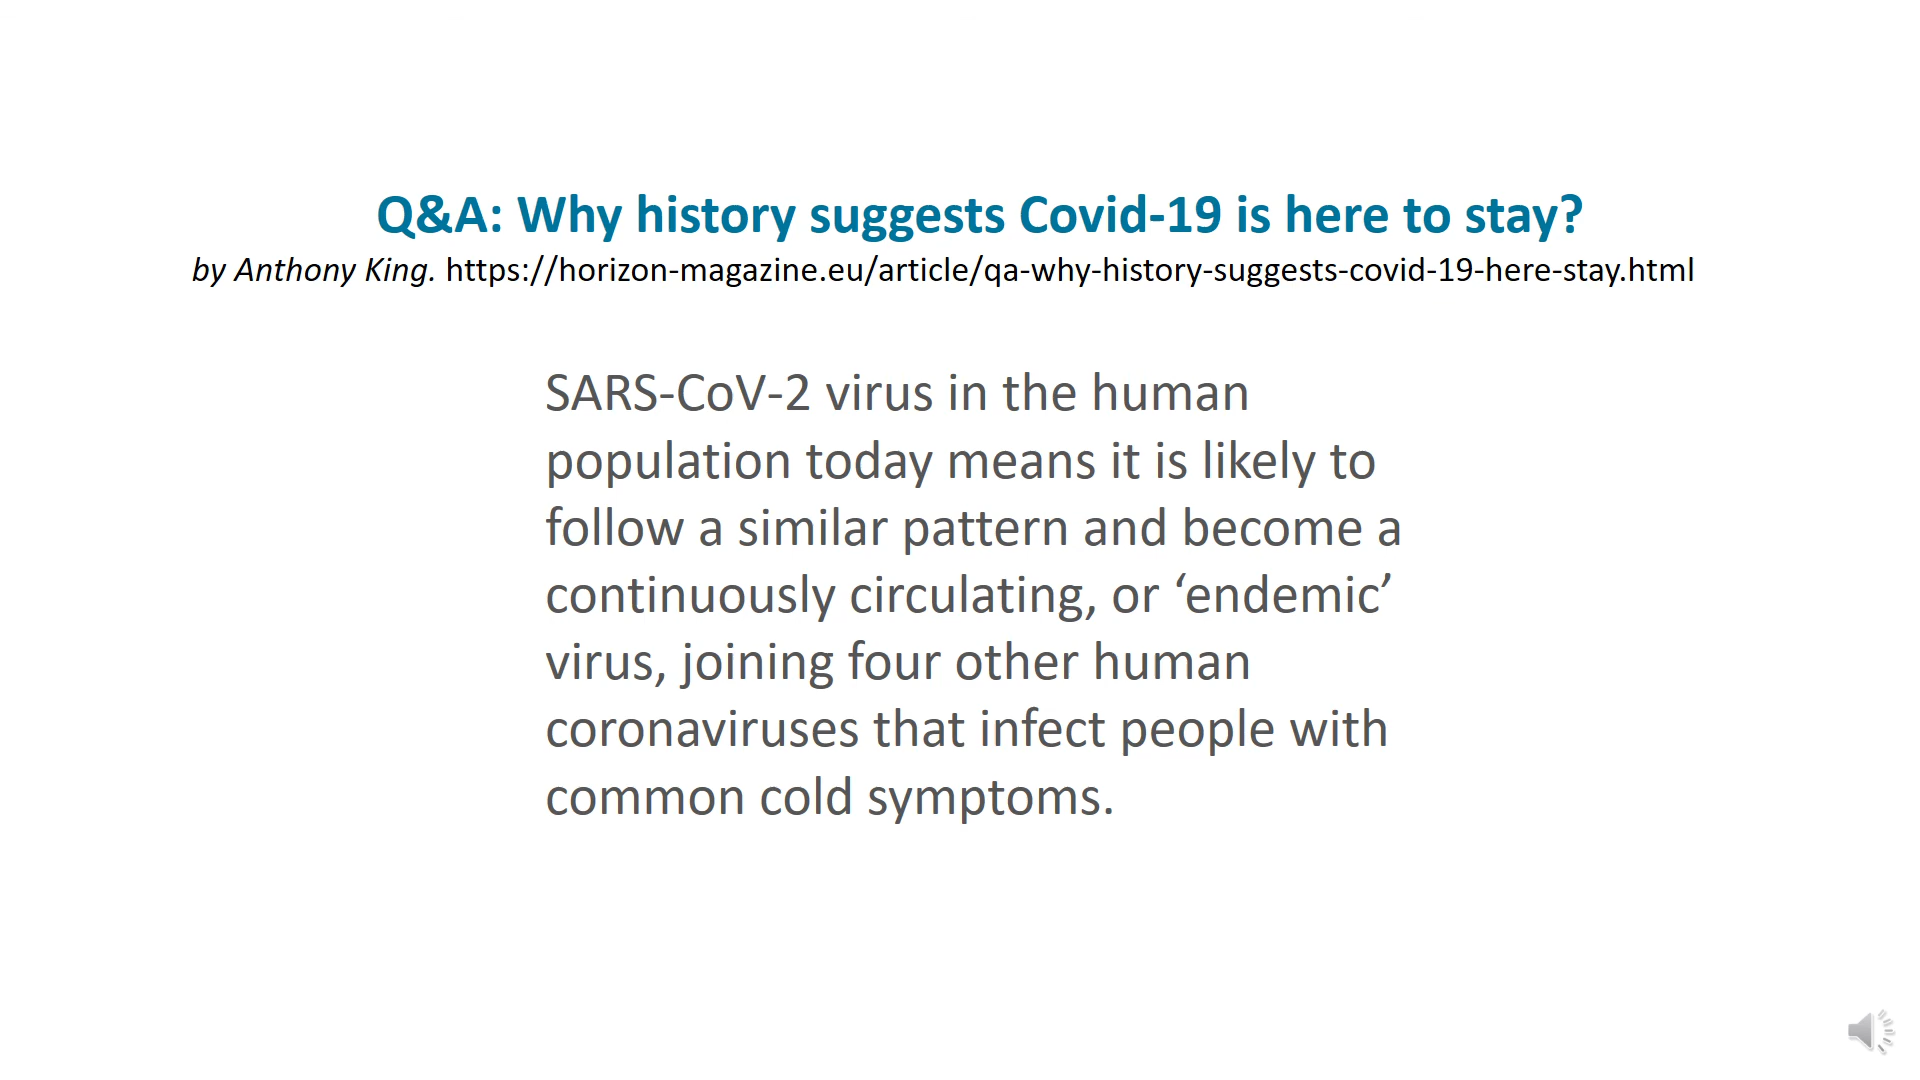 Q&A: Why history suggests Covid-19 is here to stay?
by Anthony King. https://horizon-magazine.eu/article/qa-why-history-suggests-covid-19-here-stay.html
SARS-CoV-2 virus in the human
population today means it is likely to
follow a similar pattern and become a
continuously circulating, or ‘endemic’
virus, joining four other human
coronaviruses that infect people with
common cold symptoms.